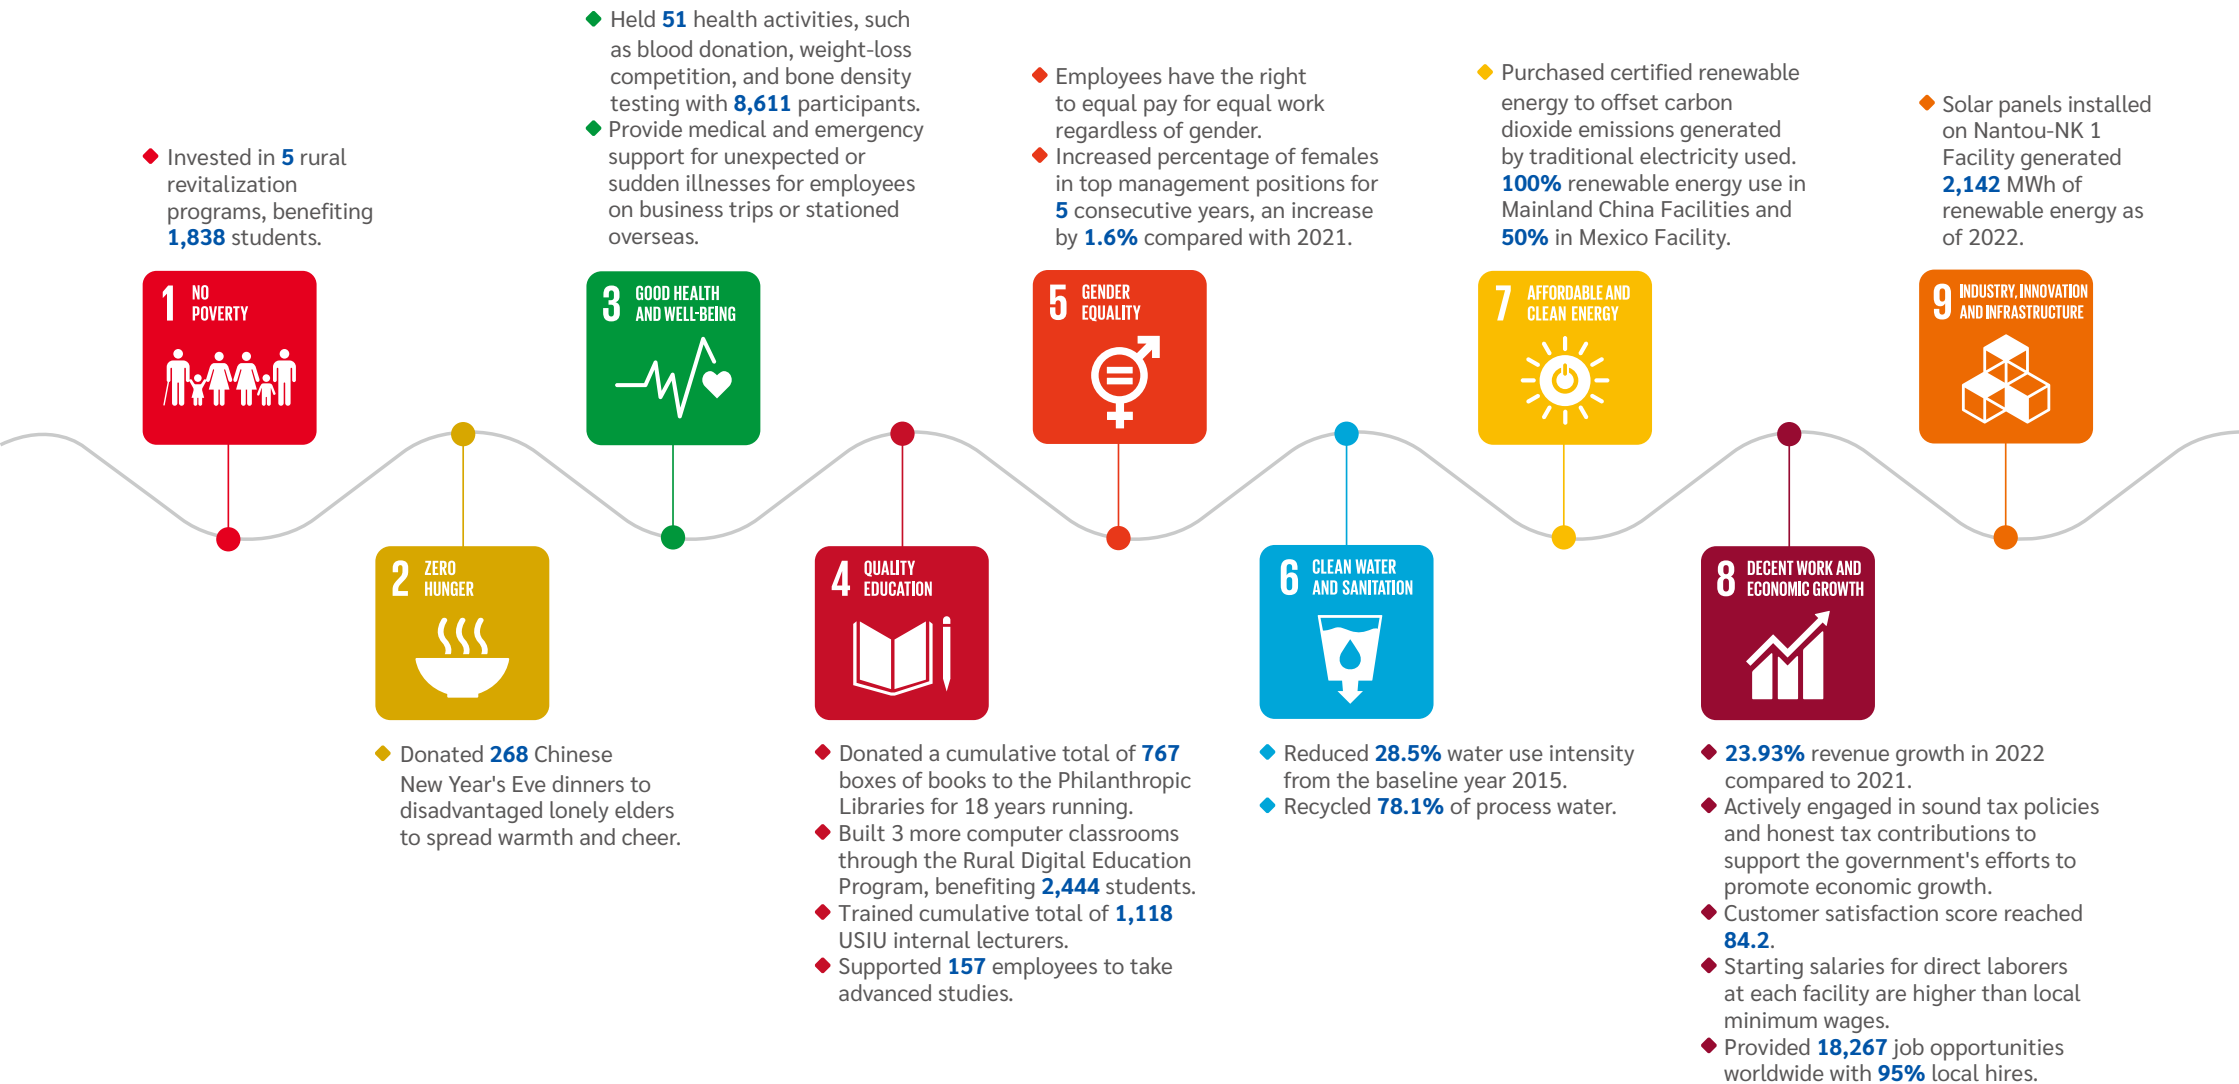 Invested in 5 rural
revitalization
programs, benefiting
1,838 students.
1 NO
POVERTY
2 ZERO
HUNGER
Donated 268 Chinese
New Year's Eve dinners to
disadvantaged lonely elders
to spread warmth and cheer.
Held 51 health activities, such
as blood donation, weight-loss
competition, and bone density
testing with 8,611 participants.
Provide medical and emergency
support for unexpected or
sudden illnesses for employees
on business trips or stationed
overseas.
3 GOOD HEALTH
AND WELL-BEING
4 QUALITY
EDUCATION
Donated a cumulative total of 767
boxes of books to the Philanthropic
Libraries for 18 years running.
Built 3 more computer classrooms
through the Rural Digital Education
Program, benefiting 2,444 students.
Trained cumulative total of 1,118
USIU internal lecturers.
Supported 157 employees to take
advanced studies.
Employees have the right
to equal pay for equal work
regardless of gender.
Increased percentage of females
in top management positions for
5 consecutive years, an increase
by 1.6% compared with 2021.
5 GENDER
EQUALITY
6 CLEAN WATER
AND SANITATION
Reduced 28.5% water use intensity
from the baseline year 2015.
Recycled 78.1% of process water.
Purchased certified renewable
energy to offset carbon
dioxide emissions generated
by traditional electricity used.
100% renewable energy use in
Mainland China Facilities and
50% in Mexico Facility.
7 AFFORDABLE AND
CLEAN ENERGY
8 DECENT WORK AND
ECONOMIC GROWTH
23.93% revenue growth in 2022
compared to 2021.
Actively engaged in sound tax policies
and honest tax contributions to
support the government's efforts to
promote economic growth.
Customer satisfaction score reached
84.2.
Starting salaries for direct laborers
at each facility are higher than local
minimum wages.
Provided 18,267 job opportunities
worldwide with 95% local hires.
Solar panels installed
on Nantou-NK 1
Facility generated
2,142 MWh of
renewable energy as
of 2022.
9 INDUSTRY, INNOVATION
AND INFRASTRUCTURE